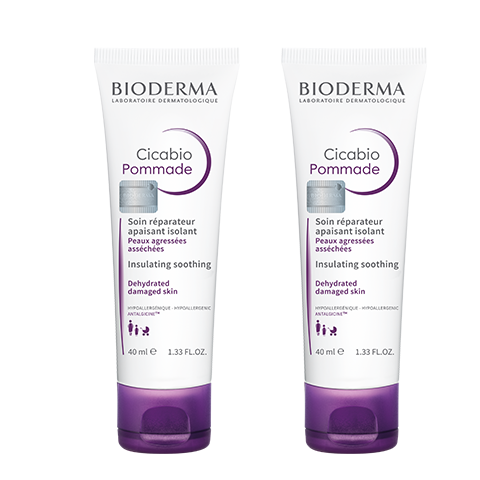 BIODERMA
LABORATOIRE DERMATOLOGIQUE
Cicabio
Pommade
Soin réparateur
apaisant isolant
Peaux agressées
asséchées
Insulating soothing
Dehydrated
damaged skin
HYPOALLERGÉNIQUE - HYPOALLERGENIC
ANTALGICINE™
40 ml e 1.33 FL.OZ.
BIODERMA
LABORATOIRE DERMATOLOGIQUE
Cicabio
Pommade
Soin réparateur
apaisant isolant
Peaux agressées
asséchées
Insulating soothing
Dehydrated
damaged skin
HYPOALLERGÉNIQUE - HYPOALLERGENIC
ANTALGICINE™
40 ml e 1.33 FL.OZ.